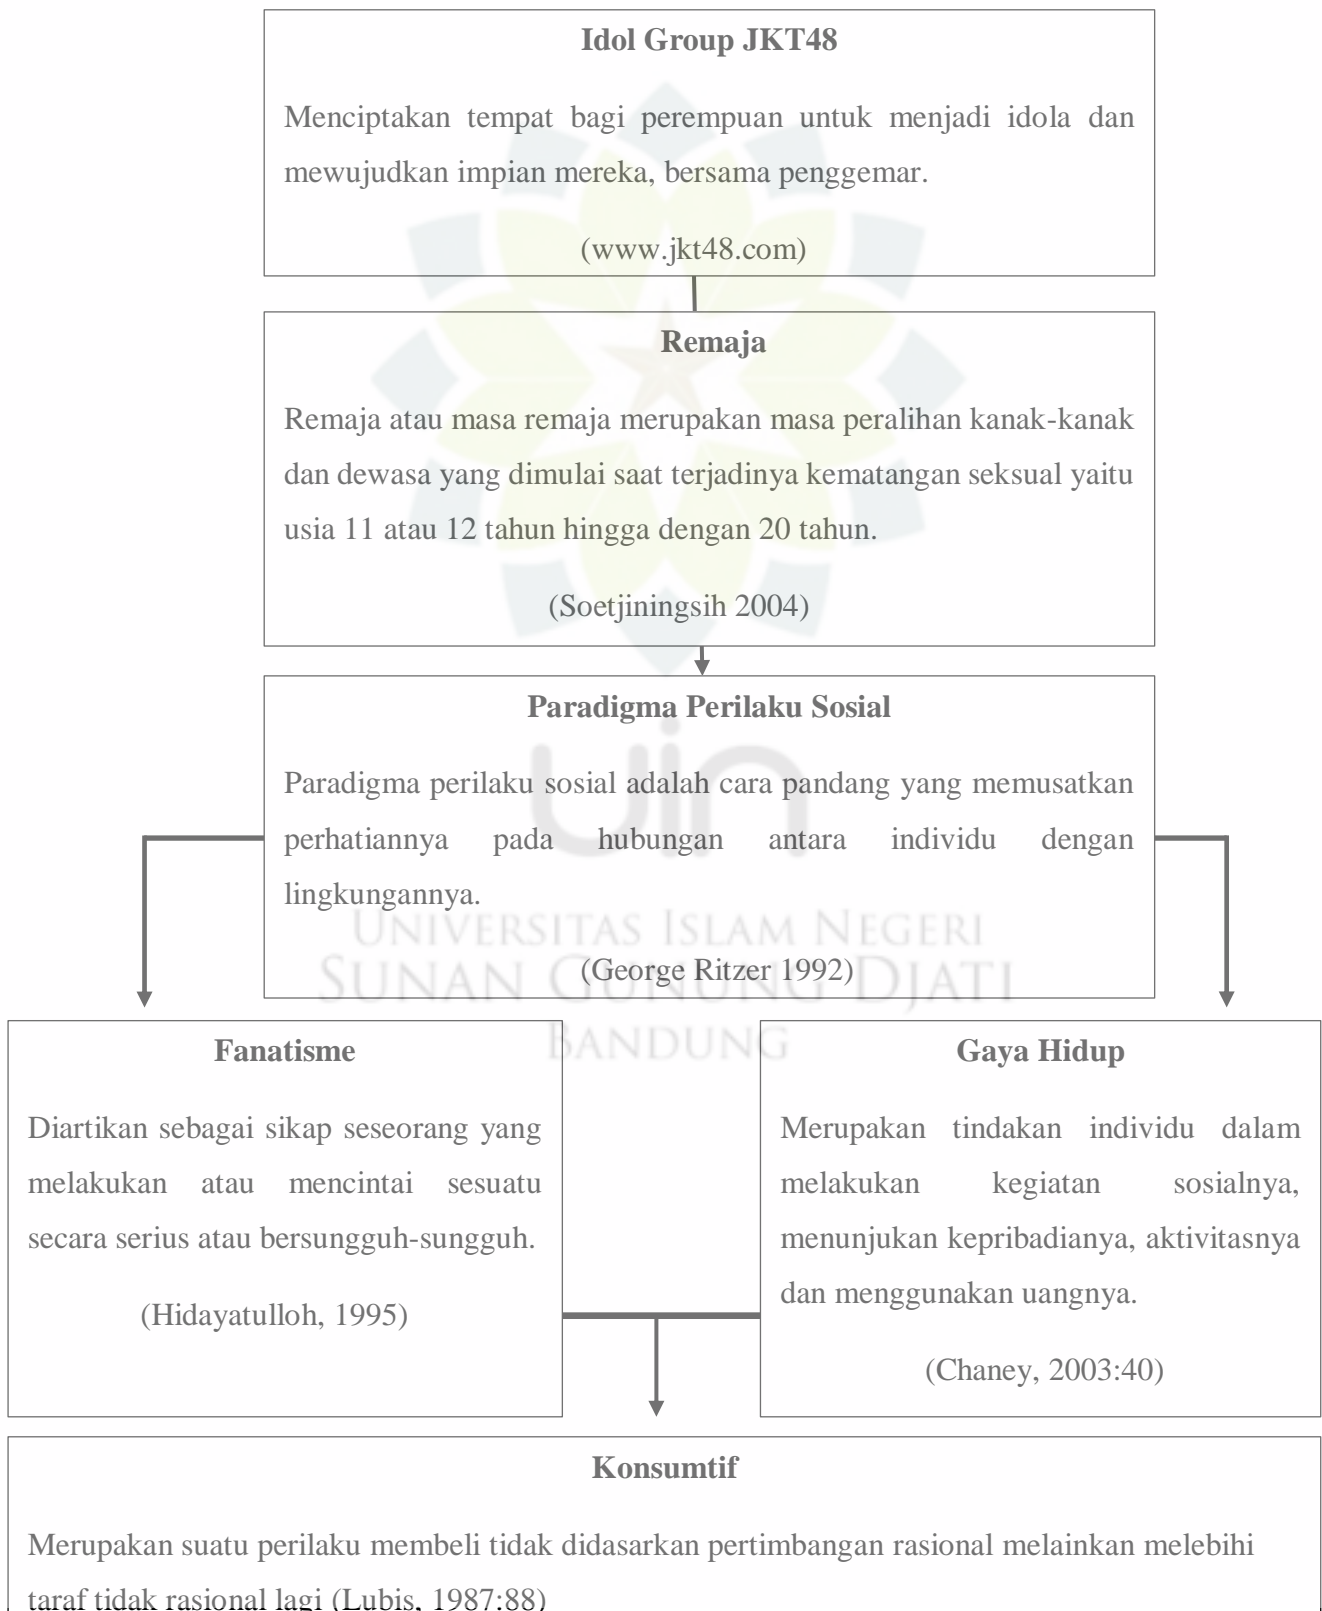 Idol Group JKT48
Menciptakan tempat bagi perempuan untuk menjadi idola dan
mewujudkan impian mereka, bersama penggemar.
(www.jkt48.com)
Remaja
Remaja atau masa remaja merupakan masa peralihan kanak-kanak
dan dewasa yang dimulai saat terjadinya kematangan seksual yaitu
usia 11 atau 12 tahun hingga dengan 20 tahun.
(Soetjiningsih 2004)
Paradigma Perilaku Sosial
Paradigma perilaku sosial adalah cara pandang yang memusatkan
perhatiannya pada hubungan antara individu dengan
lingkungannya.
(George Ritzer 1992)
uin
UNIVERSITAS ISLAM NEGERI
SUNAN GUNUNG DJATI
BANDUNG
Fanatisme
Diartikan sebagai sikap seseorang yang
melakukan atau mencintai sesuatu
secara serius atau bersungguh-sungguh.
(Hidayatulloh, 1995)
Gaya Hidup
Merupakan tindakan individu dalam
melakukan kegiatan sosialnya,
menunjukan kepribadianya, aktivitasnya
dan menggunakan uangnya.
(Chaney, 2003:40)
Konsumtif
Merupakan suatu perilaku membeli tidak didasarkan pertimbangan rasional melainkan melebihi
taraf tidak rasional lagi (Lubis, 1987:88)